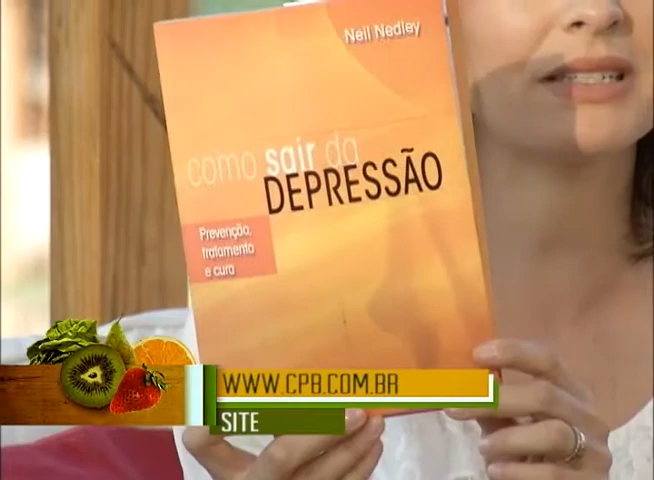 Neil Nedley
como sair da
DEPRESSÃO
Prevenção,
tratamento
e cura
WWW.CPB.COM.BR
SITE